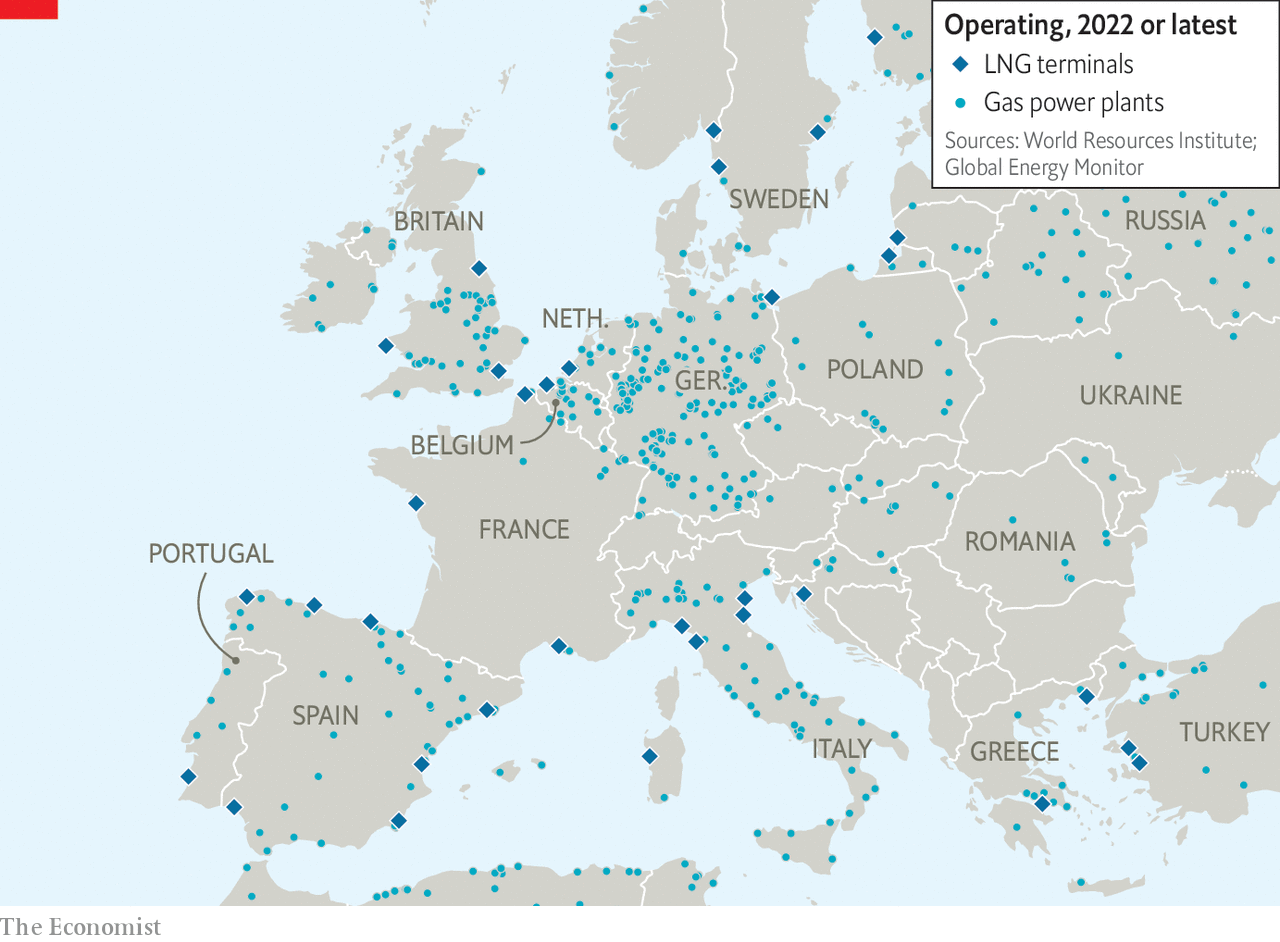 Operating, 2022 or latest
LNG terminals
Gas power plants
Sources: World Resources Institute;
Global Energy Monitor
SWEDEN
BRITAIN
RUSSIA
NETH.
GER.
POLAND
UKRAINE
BELGIUM
FRANCE
ROMANIA
PORTUGAL
SPAIN
ITALY
GREECE
TURKEY
The Economist